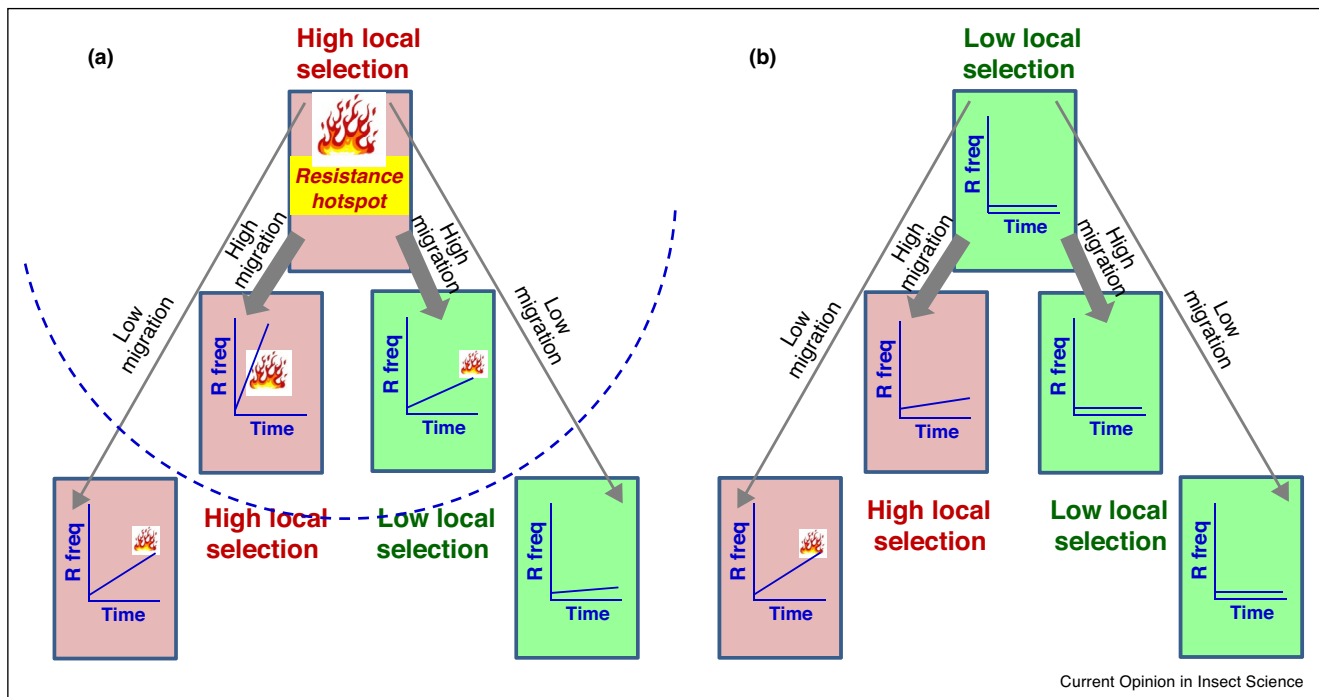 (a)
High local
selection
Resistance
hotspot
High
migration
High
migration
Low
migration
Low
migration
R freq
Time
R freq
Time
R freq
Time
High local
selection
Low local
selection
R freq
Time
(b)
Low local
selection
R freq
Time
High
migration
High
migration
Low
migration
Low
migration
R freq
Time
R freq
Time
R freq
Time
High local
selection
Low local
selection
R freq
Time
Current Opinion in Insect Science